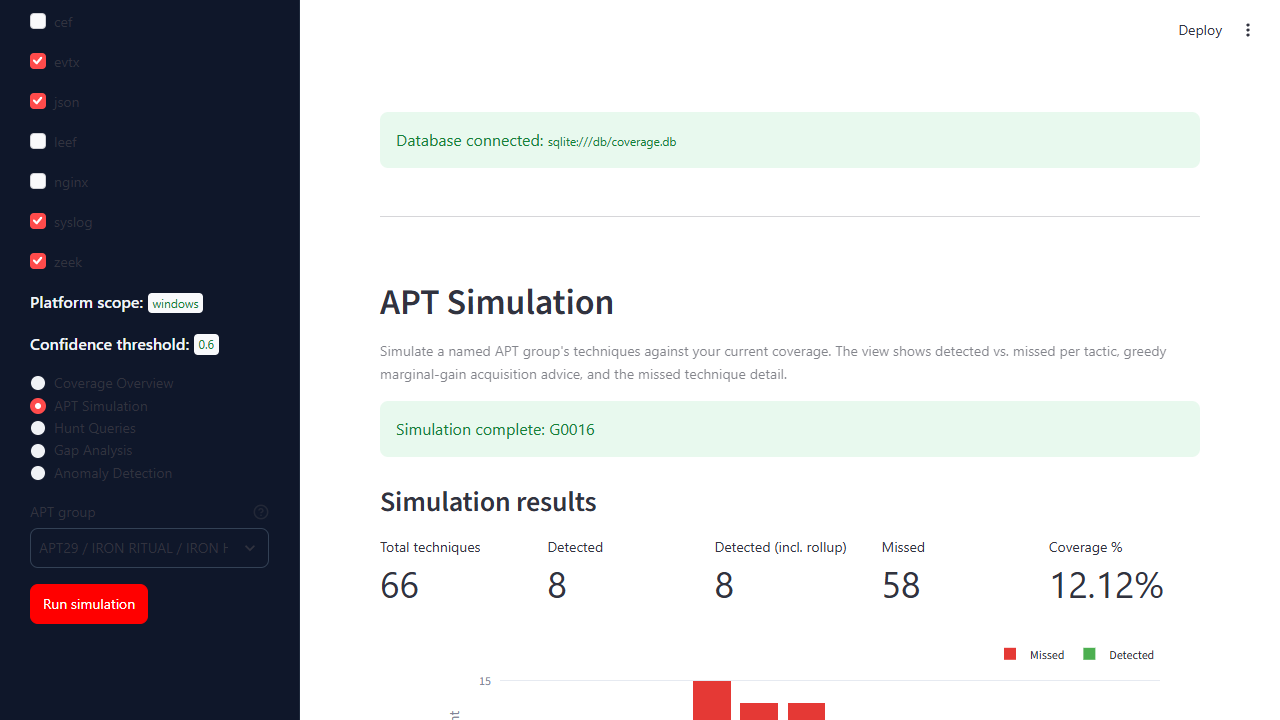 cef
evtx
json
leef
nginx
syslog
zeek
Platform scope: windows
Confidence threshold: 0.6
Coverage Overview
APT Simulation
Hunt Queries
Gap Analysis
Anomaly Detection
APT group
APT29 / IRON RITUAL / IRON
Run simulation
Deploy
Database connected: sqlite:///db/coverage.db
APT Simulation
Simulate a named APT group's techniques against your current coverage. The view shows detected vs. missed per tactic, greedy
marginal-gain acquisition advice, and the missed technique detail.
Simulation complete: G0016
Simulation results
Total techniques
66
Detected
8
Detected (incl. rollup)
8
Missed
58
Coverage %
12.12%
Missed
Detected
15